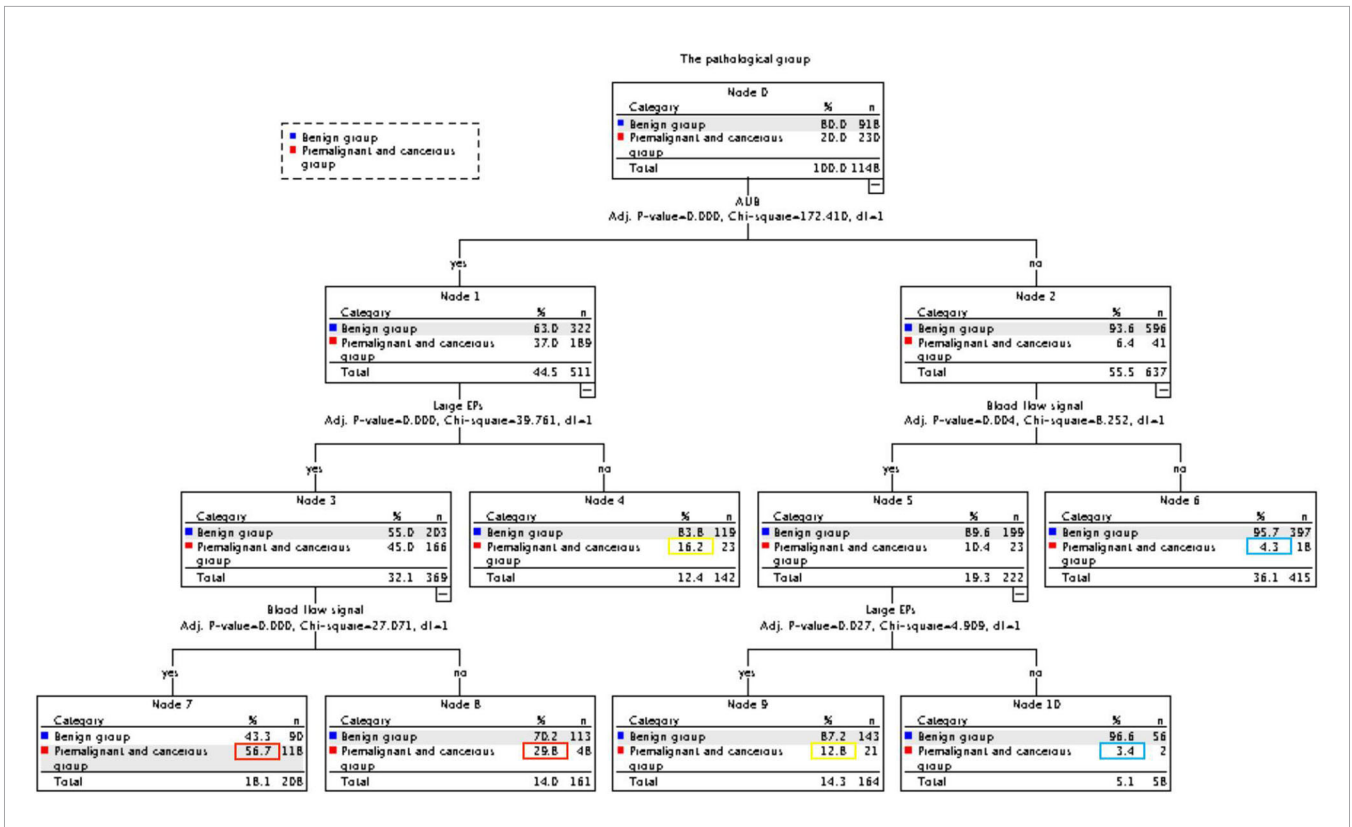 The pathological group
Benign group
Premalignant and cancerous
group
Node 0
Category % n
Benign group 80.0 918
Premalignant and cancerous 20.0 230
group
Total 100.0 1148
AUB
Adj. P-value=0.000, Chi-square=172.410, df=1
yes
no
Node 1
Category % n
Benign group 63.0 322
Premalignant and cancerous 37.0 189
group
Total 44.5 511
Node 2
Category % n
Benign group 93.6 596
Premalignant and cancerous 6.4 41
group
Total 55.5 637
Large EPs
Adj. P-value=0.000, Chi-square=39.761, df=1
Blood flow signal
Adj. P-value=0.004, Chi-square=8.252, df=1
yes
no
yes
no
Node 3
Category % n
Benign group 55.0 203
Premalignant and cancerous 45.0 166
group
Total 32.1 369
Node 4
Category % n
Benign group 83.8 119
Premalignant and cancerous 16.2 23
group
Total 12.4 142
Node 5
Category % n
Benign group 89.6 199
Premalignant and cancerous 10.4 23
group
Total 19.3 222
Node 6
Category % n
Benign group 95.7 397
Premalignant and cancerous 4.3 18
group
Total 36.1 415
Blood flow signal
Adj. P-value=0.000, Chi-square=27.071, df=1
Large EPs
Adj. P-value=0.027, Chi-square=4.909, df=1
yes
no
yes
no
Node 7
Category % n
Benign group 43.3 90
Premalignant and cancerous 56.7 118
group
Total 18.1 208
Node 8
Category % n
Benign group 70.2 113
Premalignant and cancerous 29.8 48
group
Total 14.0 161
Node 9
Category % n
Benign group 87.2 143
Premalignant and cancerous 12.8 21
group
Total 14.3 164
Node 10
Category % n
Benign group 96.6 56
Premalignant and cancerous 3.4 2
group
Total 5.1 58